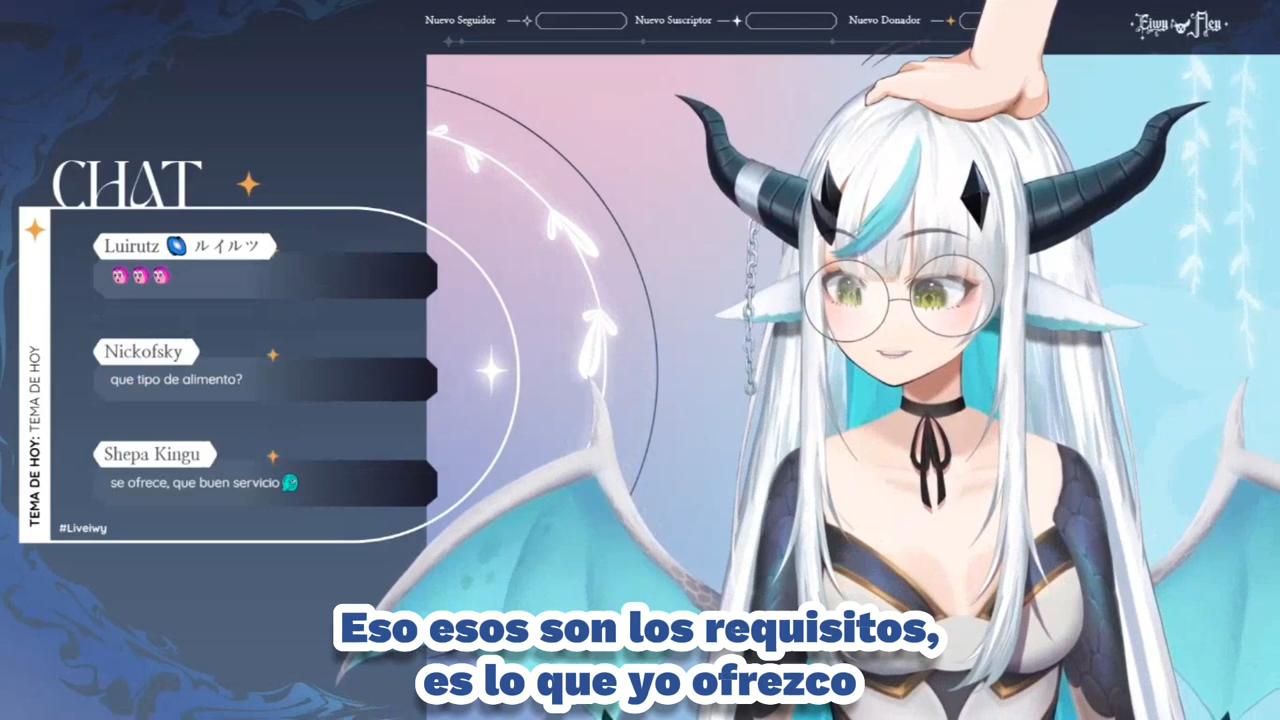 Nuevo Seguidor
Nuevo Suscriptor
Nuevo Donador
Eiwy Fley
CHAT
Luirutz ルイルツ
Nickofsky
que tipo de alimento?
Shepa Kingu
se ofrece, que buen servicio
TEMA DE HOY: TEMA DE HOY
#Liveiwy
Eso esos son los requisitos,
es lo que yo ofrezco